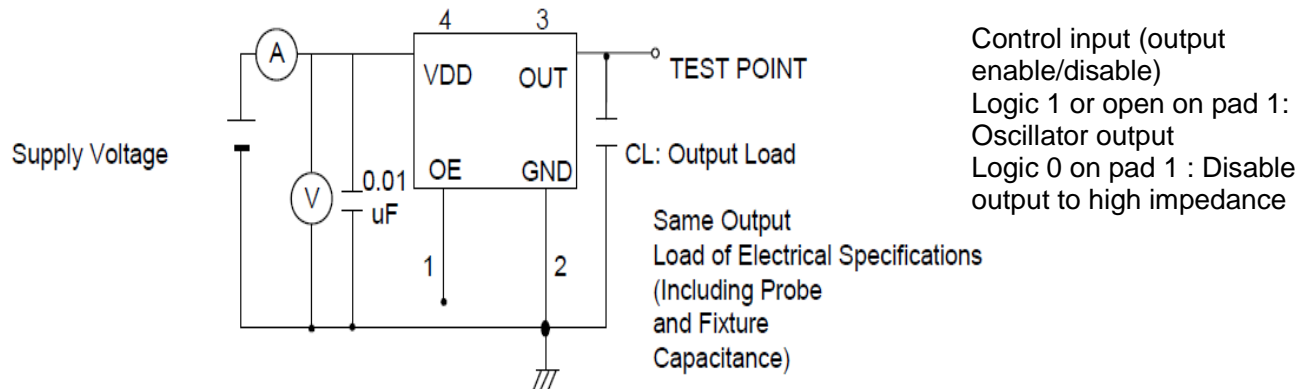 4
3
A
VDD
OUT
TEST POINT
Supply Voltage
CL: Output Load
OE
GND
V
0.01
uF
1
2
Same Output
Load of Electrical Specifications
(Including Probe
and Fixture
Capacitance)
Control input (output
enable/disable)
Logic 1 or open on pad 1:
Oscillator output
Logic 0 on pad 1 : Disable
output to high impedance